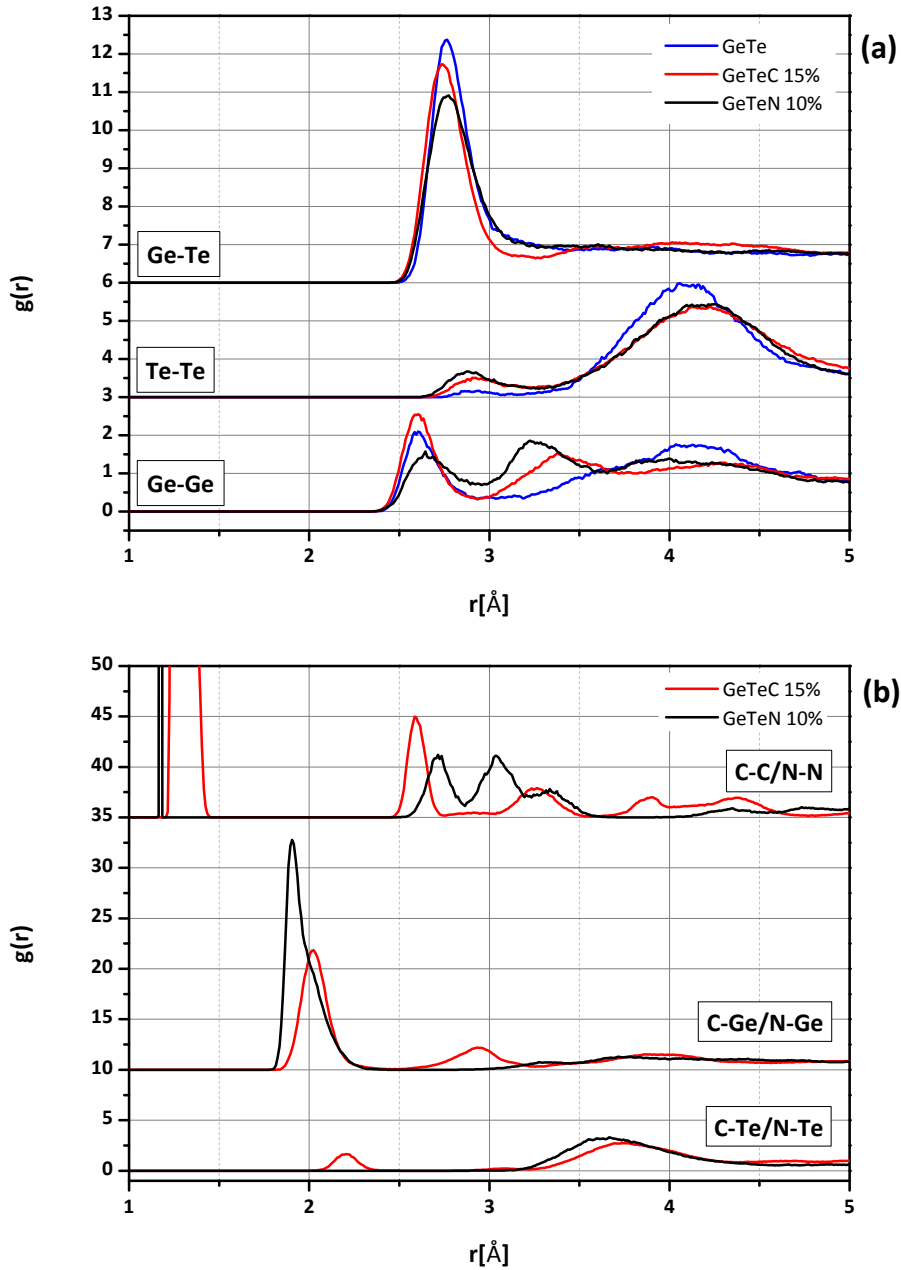 (a)
GeTe
GeTeC 15%
GeTeN 10%
13
12
11
10
9
8
7
6
5
4
3
2
1
0
Ge-Te
Te-Te
Ge-Ge
g(r)
1 2 3 4 5
r[Å]
(b)
GeTeC 15%
GeTeN 10%
50
45
40
35
30
25
20
15
10
5
0
C-C/N-N
C-Ge/N-Ge
C-Te/N-Te
g(r)
1 2 3 4 5
r[Å]